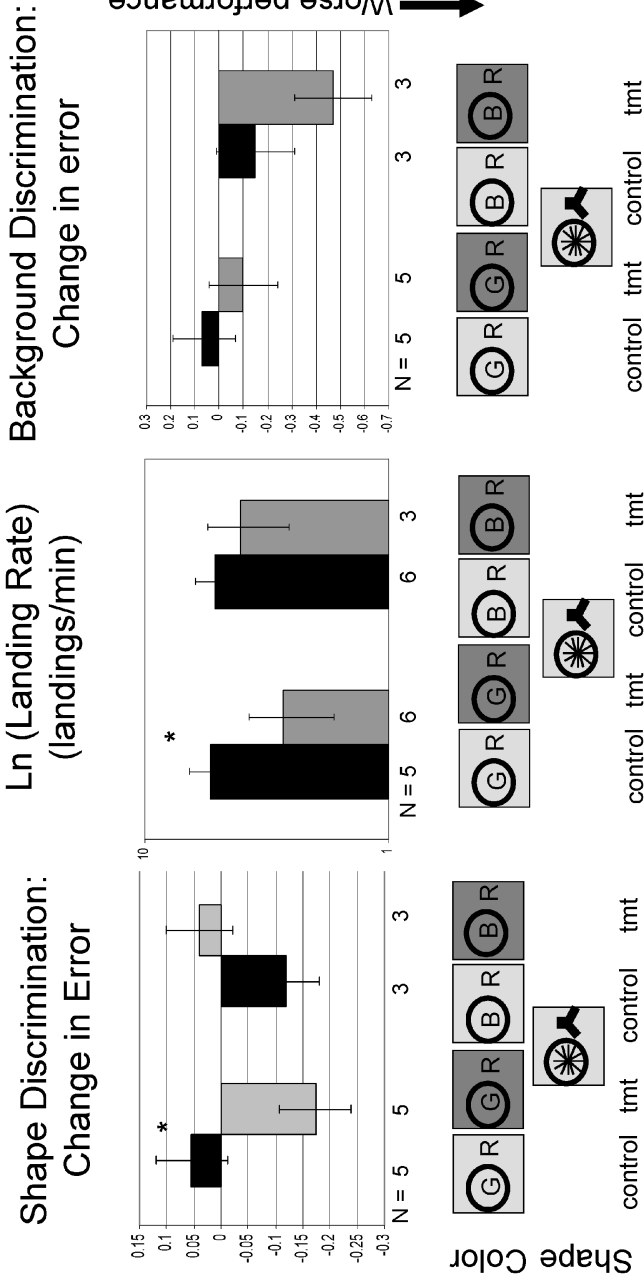 Shape Discrimination:
Change in Error
0.15
0.1
0.05
0
-0.05
-0.1
-0.15
-0.2
-0.25
-0.3
*
N = 5 5 3 3
G R G R B R B R
control tmt control tmt
Shape Color
Ln (Landing Rate)
(landings/min)
10
1
*
N = 5 6 6 3
G R G R B R B R
control tmt control tmt
Background Discrimination:
Change in error
0.3
0.2
0.1
0
-0.1
-0.2
-0.3
-0.4
-0.5
-0.6
-0.7
N = 5 5 3 3
G R G R B R B R
control tmt control tmt
Worse performance